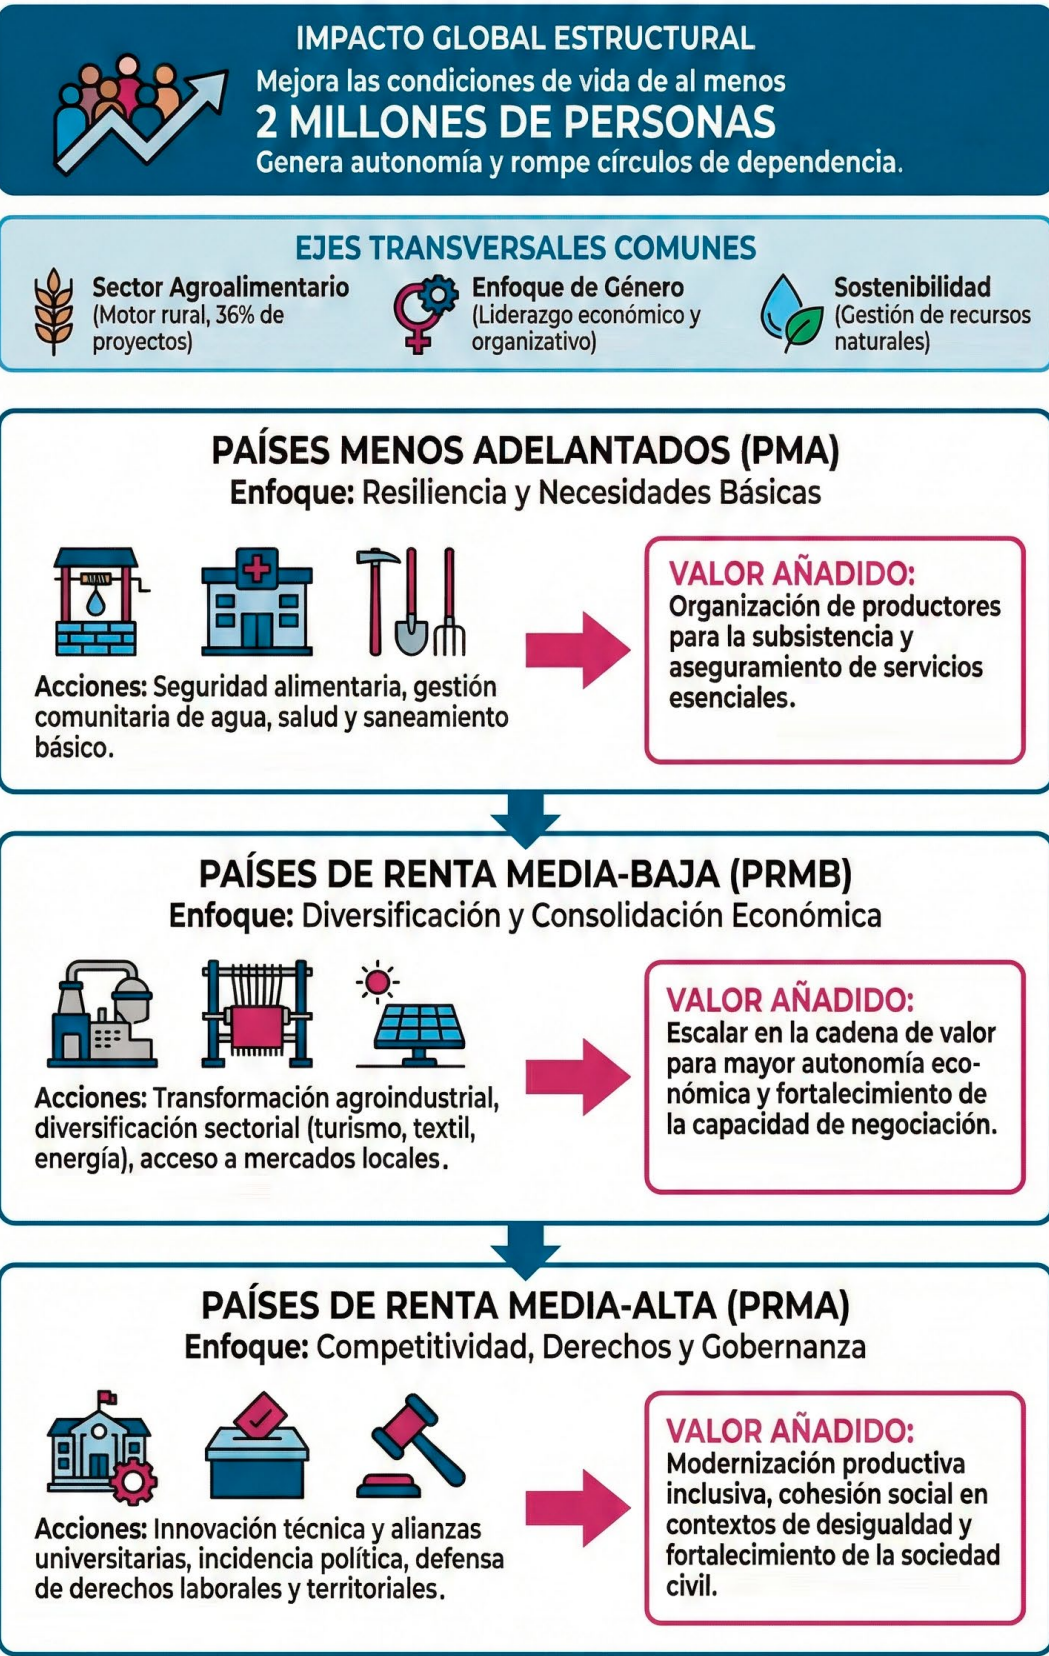 IMPACTO GLOBAL ESTRUCTURAL
Mejora las condiciones de vida de al menos
2 MILLONES DE PERSONAS
Genera autonomía y rompe círculos de dependencia.
EJES TRANSVERSALES COMUNES
Sector Agroalimentario
(Motor rural, 36% de
proyectos)
Enfoque de Género
(Liderazgo económico y
organizativo)
Sostenibilidad
(Gestión de recursos
naturales)
PAÍSES MENOS ADELANTADOS (PMA)
Enfoque: Resiliencia y Necesidades Básicas
Acciones: Seguridad alimentaria, gestión
comunitaria de agua, salud y saneamiento
básico.
VALOR AÑADIDO:
Organización de productores
para la subsistencia y
aseguramiento de servicios
esenciales.
PAÍSES DE RENTA MEDIA-BAJA (PRMB)
Enfoque: Diversificación y Consolidación Económica
Acciones: Transformación agroindustrial,
diversificación sectorial (turismo, textil,
energía), acceso a mercados locales.
VALOR AÑADIDO:
Escalar en la cadena de valor
para mayor autonomía eco-
nómica y fortalecimiento de
la capacidad de negociación.
PAÍSES DE RENTA MEDIA-ALTA (PRMA)
Enfoque: Competitividad, Derechos y Gobernanza
Acciones: Innovación técnica y alianzas
universitarias, incidencia política, defensa
de derechos laborales y territoriales.
VALOR AÑADIDO:
Modernización productiva
inclusiva, cohesión social en
contextos de desigualdad y
fortalecimiento de la sociedad
civil.